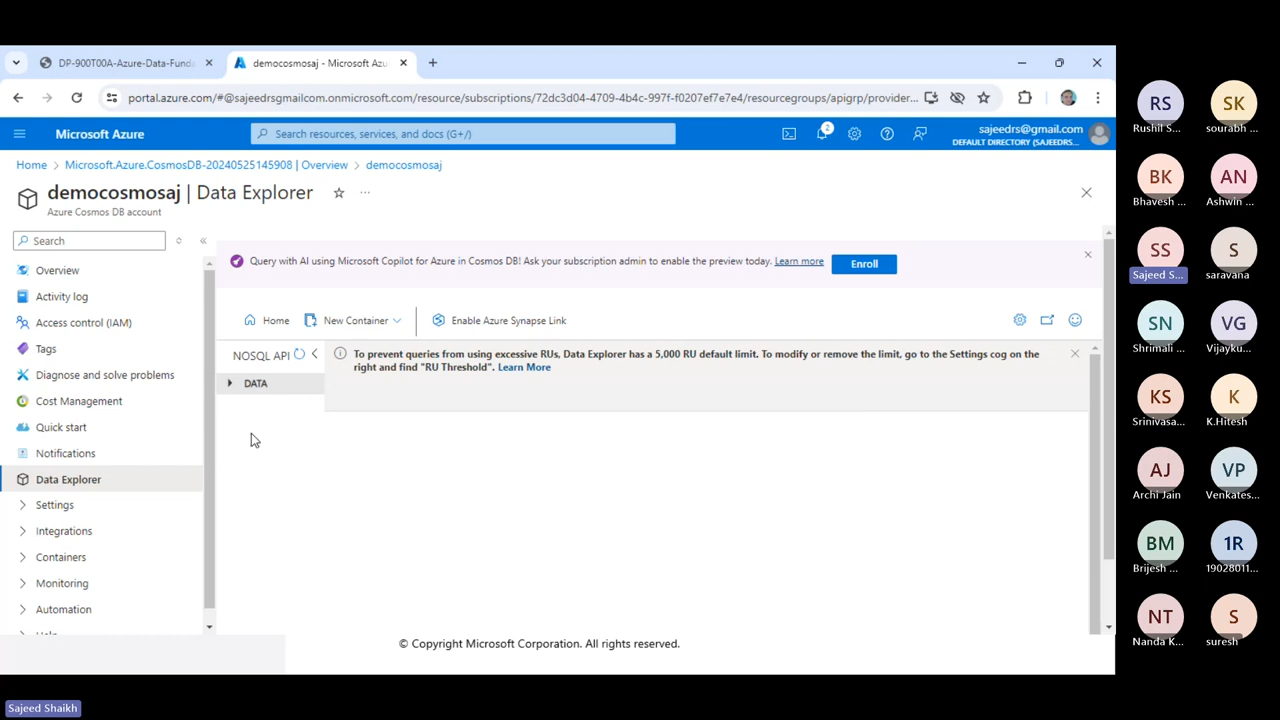 DP-900T00A-Azure-Data-Funda
democosmosaj - Microsoft Azu
portal.azure.com/#@sajeedrsgmailcom.onmicrosoft.com/resource/subscriptions/72dc3d04-4709-4b4c-997f-f0207ef7e7e4/resourcegroups/apigrp/provider...
Microsoft Azure
Search resources, services, and docs (G+/)
2
sajeedrs@gmail.com
DEFAULT DIRECTORY (SAJEEDRS...
Home > Microsoft.Azure.CosmosDB-20240525145908 | Overview > democosmosaj
democosmosaj | Data Explorer
Azure Cosmos DB account
Search
Overview
Activity log
Access control (IAM)
Tags
Diagnose and solve problems
Cost Management
Quick start
Notifications
Data Explorer
Settings
Integrations
Containers
Monitoring
Automation
Query with AI using Microsoft Copilot for Azure in Cosmos DB! Ask your subscription admin to enable the preview today. Learn more
Enroll
Home
New Container
Enable Azure Synapse Link
NOSQL API
DATA
To prevent queries from using excessive RUs, Data Explorer has a 5,000 RU default limit. To modify or remove the limit, go to the Settings cog on the
right and find "RU Threshold". Learn More
© Copyright Microsoft Corporation. All rights reserved.
RS
Rushil S...
SK
sourabh ...
BK
Bhavesh ...
AN
Ashwin ...
SS
Sajeed S...
S
saravana
SN
Shrimali ...
VG
Vijayku...
KS
Srinivasa...
K
K.Hitesh
AJ
Archi Jain
VP
Venkates...
BM
Brijesh ...
1R
19028011...
NT
Nanda K...
S
suresh
Sajeed Shaikh